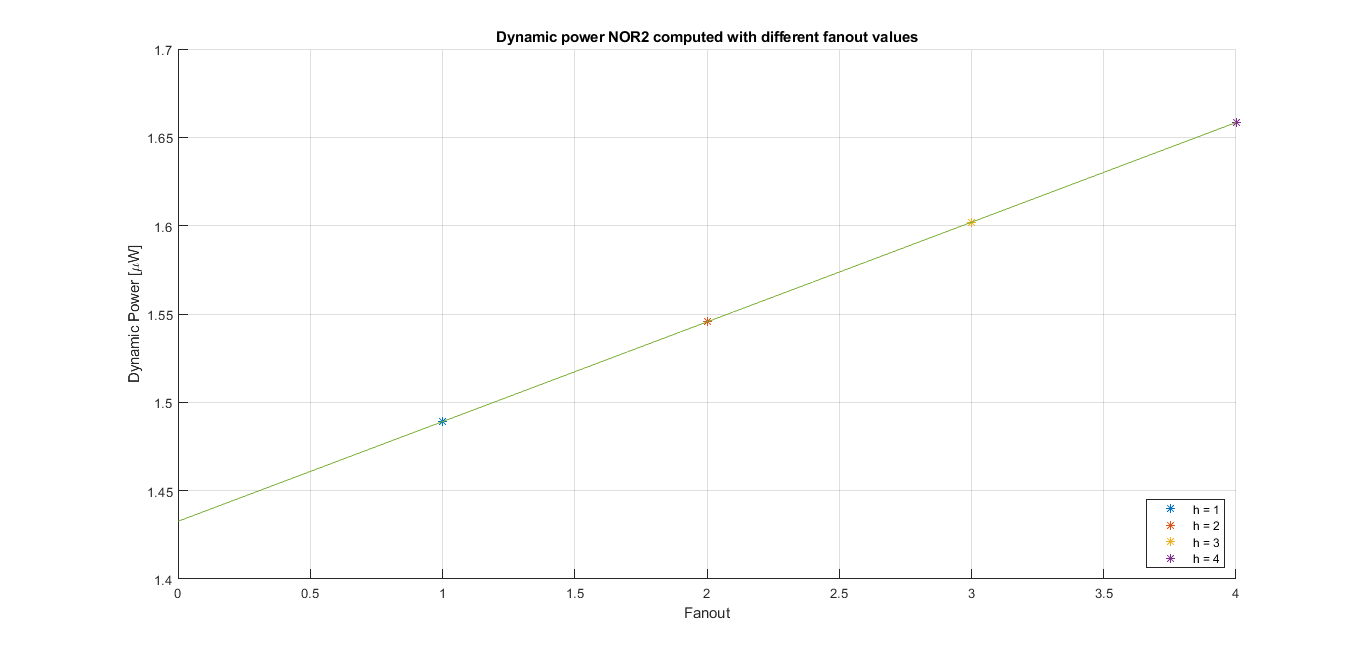 Dynamic power NOR2 computed with different fanout values
1.7
1.65
1.6
1.55
1.5
1.45
1.4
Dynamic Power [μW]
0 0.5 1 1.5 2 2.5 3 3.5 4
Fanout
h = 1
h = 2
h = 3
h = 4